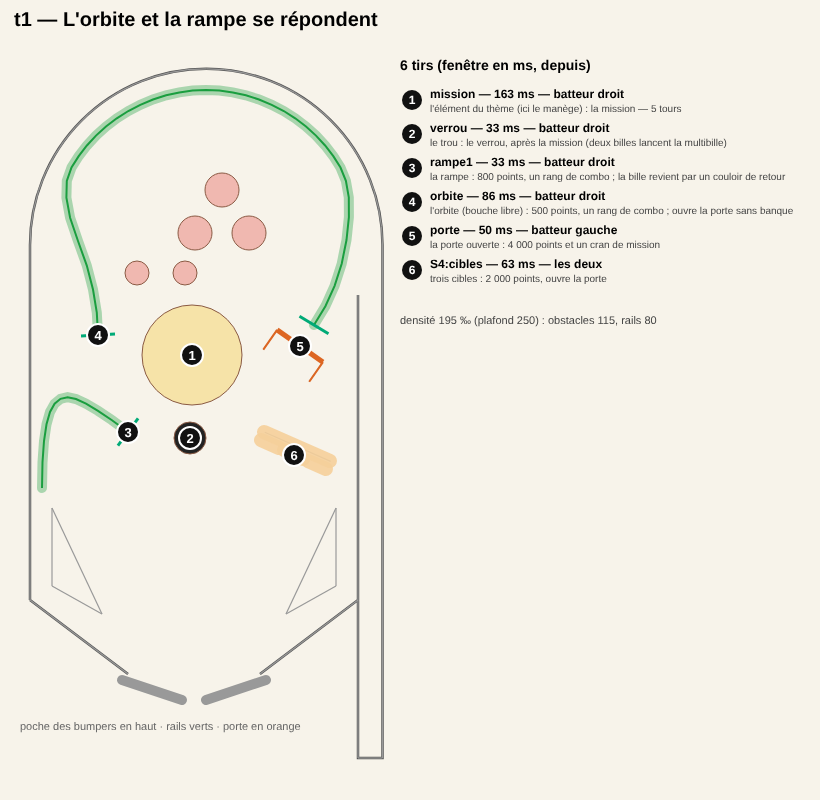 t1 — L'orbite et la rampe se répondent
6 tirs (fenêtre en ms, depuis)
1 mission — 163 ms — batteur droit
l'élément du thème (ici le manège) : la mission — 5 tours
2 verrou — 33 ms — batteur droit
le trou : le verrou, après la mission (deux billes lancent la multibille)
3 rampe1 — 33 ms — batteur droit
la rampe : 800 points, un rang de combo ; la bille revient par un couloir de retour
4 orbite — 86 ms — batteur droit
l'orbite (bouche libre) : 500 points, un rang de combo ; ouvre la porte sans banque
5 porte — 50 ms — batteur gauche
la porte ouverte : 4 000 points et un cran de mission
6 S4:cibles — 63 ms — les deux
trois cibles : 2 000 points, ouvre la porte
densité 195 ‰ (plafond 250) : obstacles 115, rails 80
4
1
5
3
2
6
poche des bumpers en haut · rails verts · porte en orange